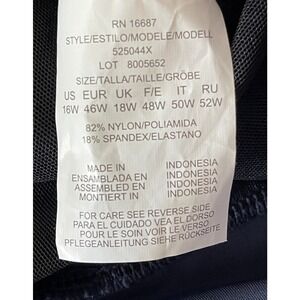 RN 16687
STYLE/ESTILO/MODELE/MODELL
525044X
LOT 8005652
SIZE/TALLA/TAILLE/GRÖBE
US EUR UK F/E IT RU
16W 46W 18W 48W 50W 52W
82% NYLON/POLIAMIDA
18% SPANDEX/ELASTANO
MADE IN INDONESIA
ENSAMBLADA EN INDONESIA
ASSEMBLED EN INDONESIA
MONTIERT IN INDONESIA
FOR CARE SEE REVERSE SIDE
PARA EL CUIDADO VEA EL DORSO
POUR LE SOIN VOIR LE VERSO
PFLEGEANLEITUNG SIEHE RÜCKSEITE